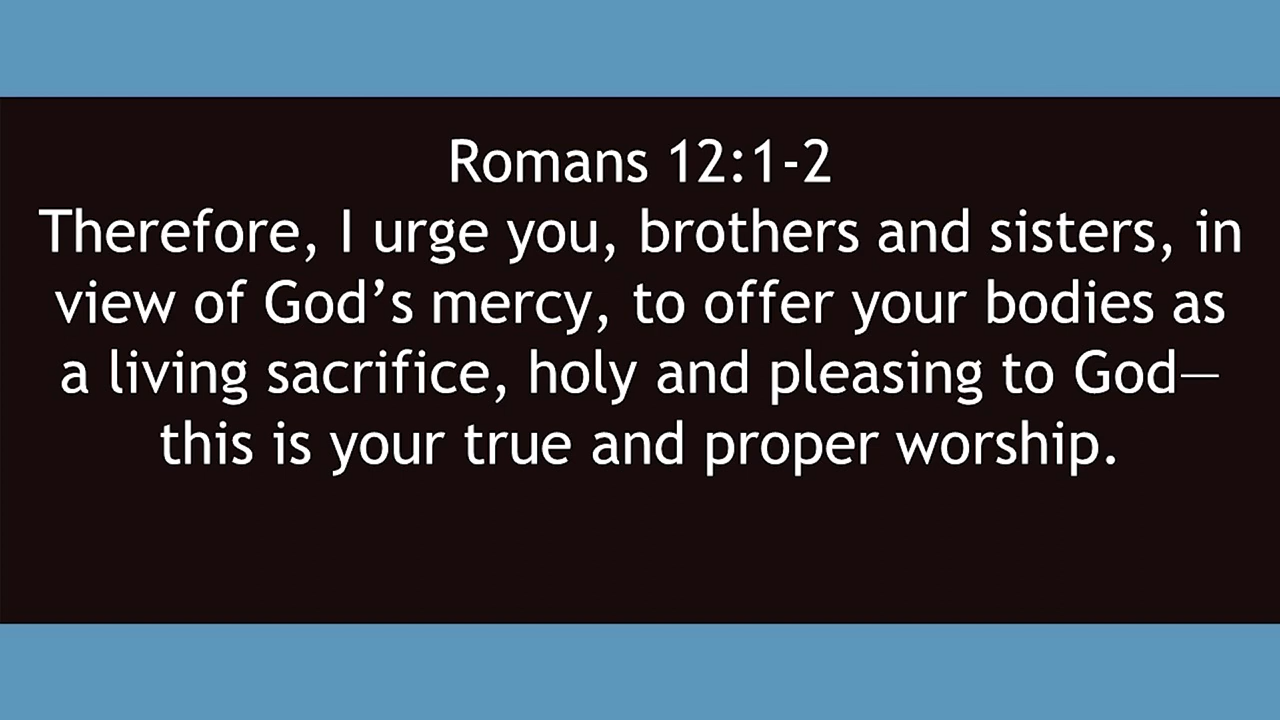 Romans 12:1-2
Therefore, I urge you, brothers and sisters, in
view of God’s mercy, to offer your bodies as
a living sacrifice, holy and pleasing to God—
this is your true and proper worship.